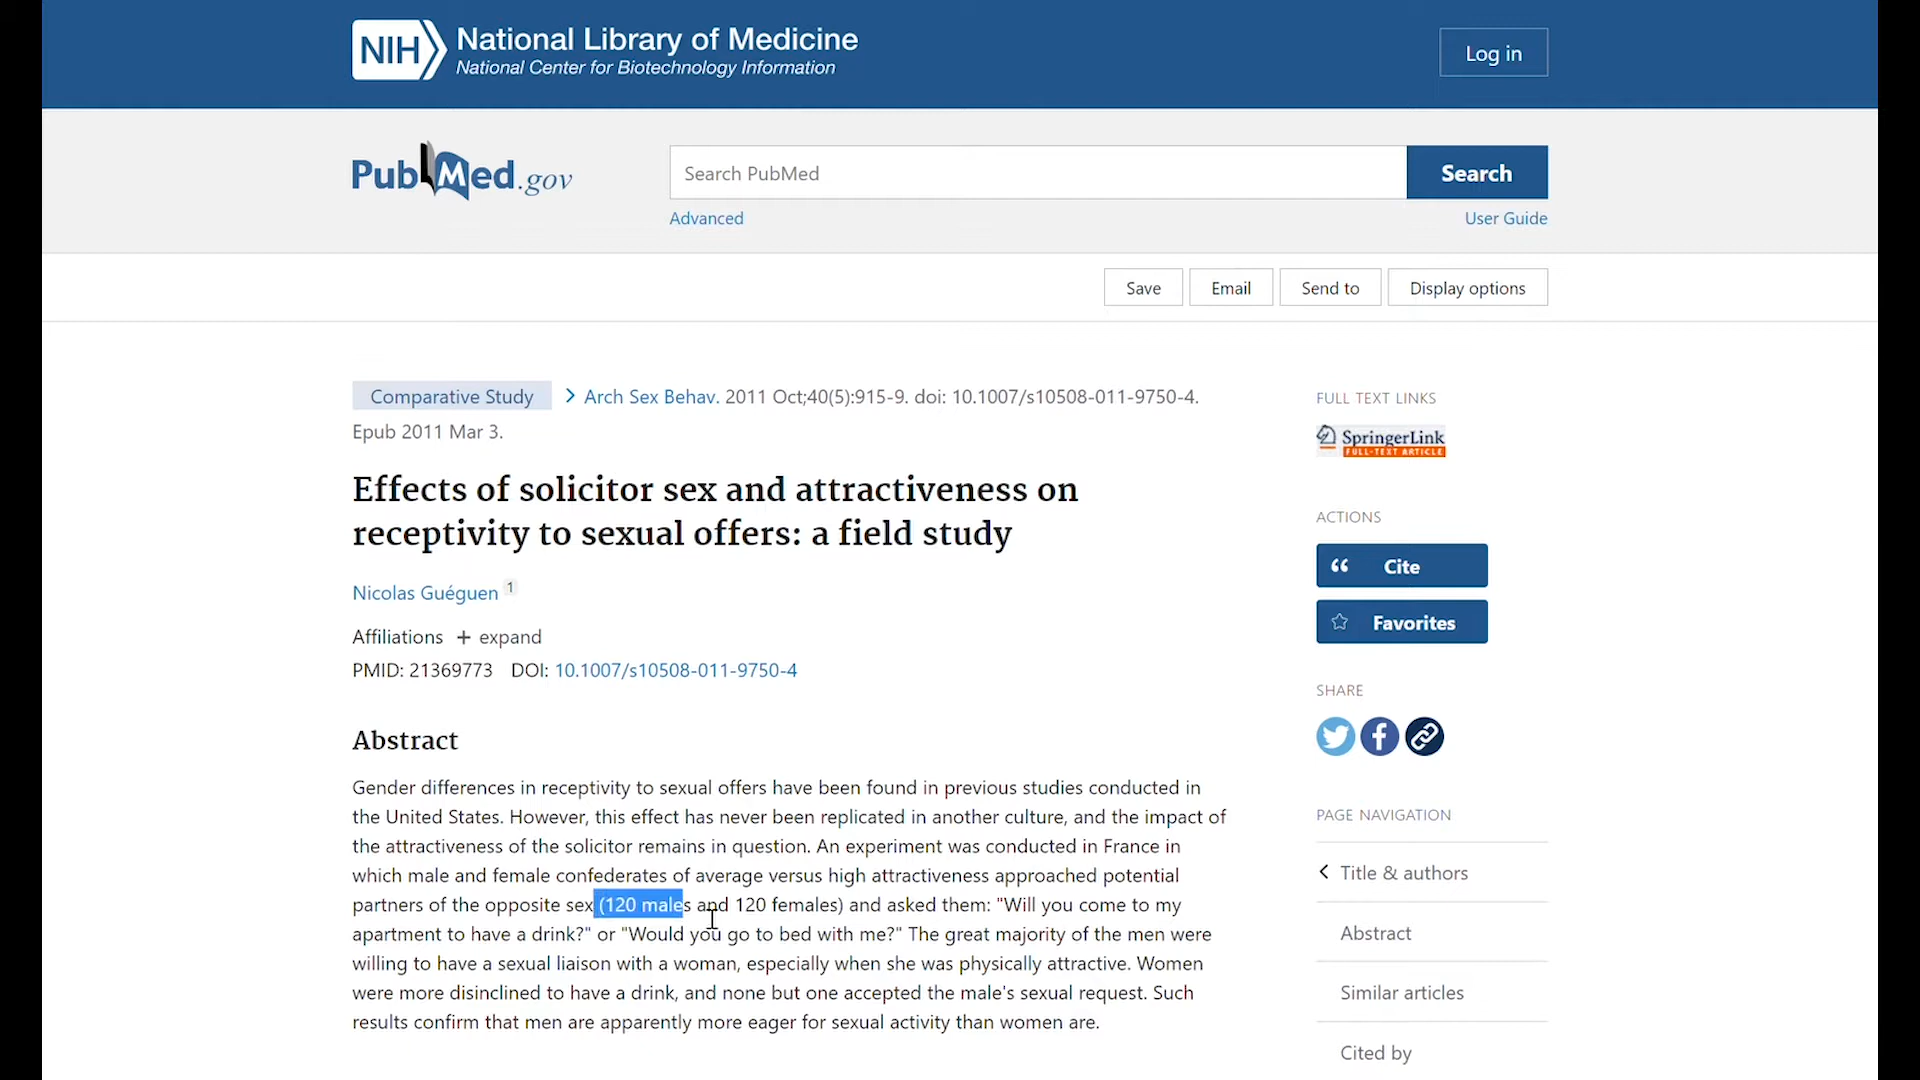 NIH National Library of Medicine
National Center for Biotechnology Information
Log in
PubMed.gov
Search PubMed
Search
Advanced
User Guide
Save
Email
Send to
Display options
Comparative Study > Arch Sex Behav. 2011 Oct;40(5):915-9. doi: 10.1007/s10508-011-9750-4.
Epub 2011 Mar 3.
Effects of solicitor sex and attractiveness on
receptivity to sexual offers: a field study
Nicolas Guéguen 1
Affiliations + expand
PMID: 21369773 DOI: 10.1007/s10508-011-9750-4
Abstract
Gender differences in receptivity to sexual offers have been found in previous studies conducted in
the United States. However, this effect has never been replicated in another culture, and the impact of
the attractiveness of the solicitor remains in question. An experiment was conducted in France in
which male and female confederates of average versus high attractiveness approached potential
partners of the opposite sex (120 males and 120 females) and asked them: "Will you come to my
apartment to have a drink?" or "Would you go to bed with me?" The great majority of the men were
willing to have a sexual liaison with a woman, especially when she was physically attractive. Women
were more disinclined to have a drink, and none but one accepted the male's sexual request. Such
results confirm that men are apparently more eager for sexual activity than women are.
FULL TEXT LINKS
SpringerLink
FULL-TEXT ARTICLE
ACTIONS
Cite
Favorites
SHARE
PAGE NAVIGATION
Title & authors
Abstract
Similar articles
Cited by